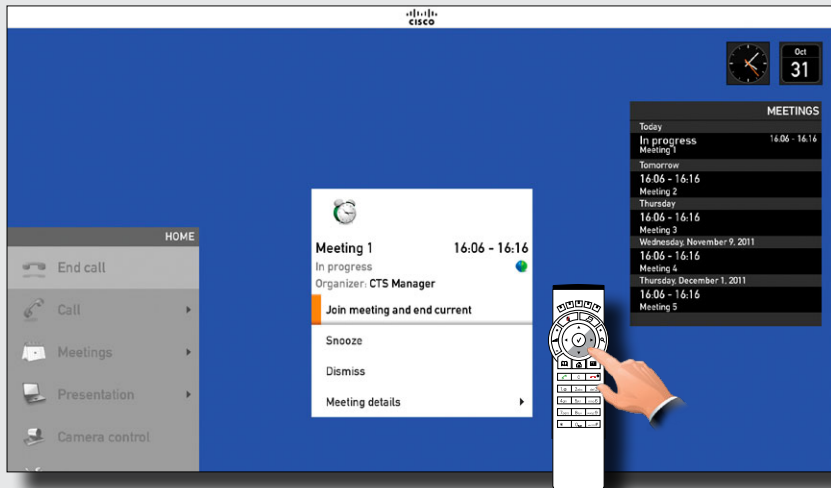 CISCO
Oct
31
MEETINGS
Today
In progress 16:06 - 16:16
Meeting 1
Tomorrow
16:06 - 16:16
Meeting 2
Thursday
16:06 - 16:16
Meeting 3
Wednesday, November 9, 2011
16:06 - 16:16
Meeting 4
Thursday, December 1, 2011
16:06 - 16:16
Meeting 5
HOME
End call
Call
Meetings
Presentation
Camera control
Meeting 1 16:06 - 16:16
In progress
Organizer: CTS Manager
Join meeting and end current
Snooze
Dismiss
Meeting details